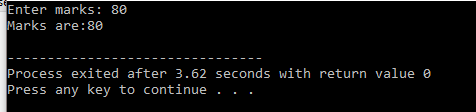 Enter marks: 80
Marks are:80
--------------------------------
Process exited after 3.62 seconds with return value 0
Press any key to continue . . .